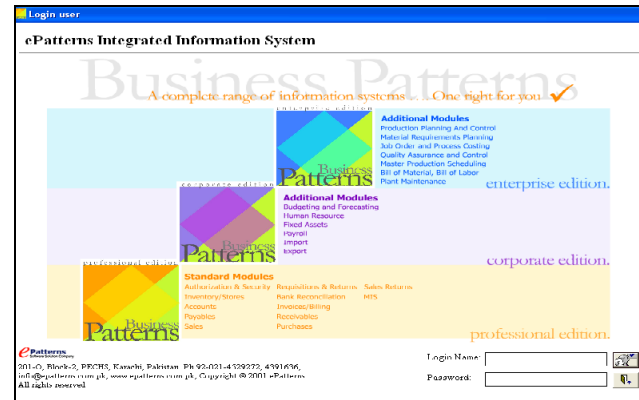 Login user
ePatterns Integrated Information System
Business Patterns
A complete range of information systems . . . One right for you
enterprise edition
Business
Patterns
Additional Modules
Production Planning And Control
Material Requirements Planning
Job Order and Process Costing
Quality Assurance and Control
Master Production Scheduling
Bill of Material, Bill of Labor
Plant Maintenance
enterprise edition.
corporate edition
Business
Patterns
Additional Modules
Budgeting and Forecasting
Human Resource
Fixed Assets
Payroll
Import
Export
corporate edition.
professional edition
Business
Patterns
Standard Modules
Authorization & Security Requisitions & Returns Sales Returns
Inventory/Stores Bank Reconciliation MIS
Accounts Invoices/Billing
Payables Receivables
Sales Purchases
professional edition.
ePatterns
Software Solution Company
201-O, Block-2, PECHS, Karachi, Pakistan. Ph 92-021-4329272, 4391636,
info@epatterns.com.pk, www.epatterns.com.pk, Copyright © 2001 ePatterns
All rights reserved
Login Name:
Password: